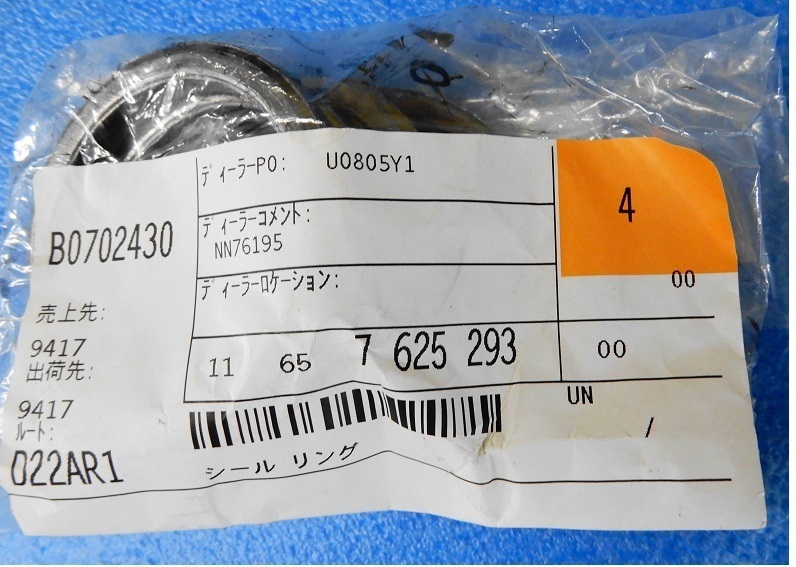 ディーラーPO: U0805Y1
4
B0702430
ディーラーコメント:
NN76195
ディーラーロケーション:
00
売上先:
9417
出荷先:
9417
11 65 7 625 293 00
UN
/
ルート:
022AR1
シール リング